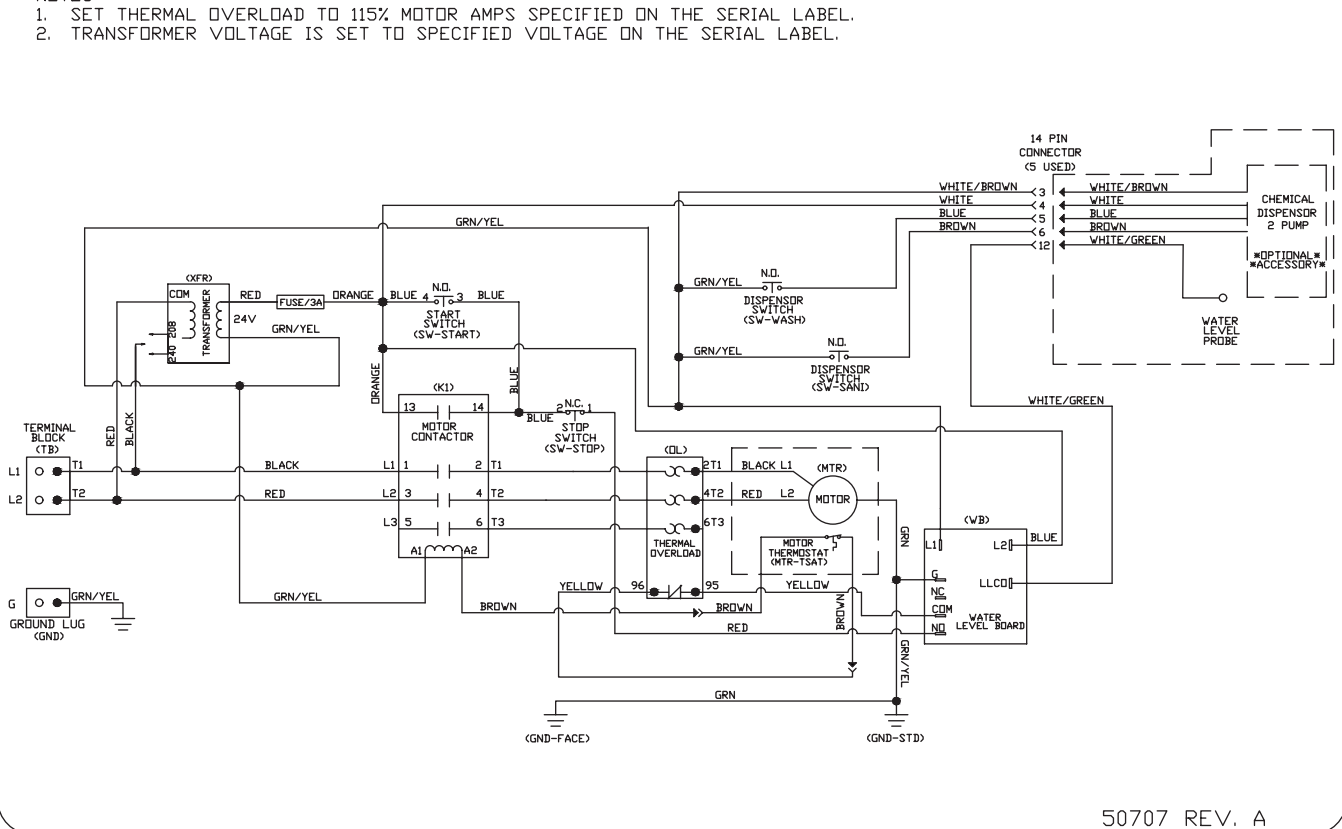 1. SET THERMAL OVERLOAD TO 115% MOTOR AMPS SPECIFIED ON THE SERIAL LABEL.
2. TRANSFORMER VOLTAGE IS SET TO SPECIFIED VOLTAGE ON THE SERIAL LABEL.
14 PIN
CONNECTOR
(5 USED)
WHITE/BROWN 3 WHITE/BROWN
WHITE 4 WHITE
BLUE 5 BLUE
BROWN 6 BROWN
12 WHITE/GREEN
CHEMICAL
DISPENSOR
2 PUMP
*OPTIONAL*
*ACCESSORY*
WATER
LEVEL
PROBE
GRN/YEL
(XFR)
COM
208
240
TRANSFORMER
24V
RED
FUSE/3A
ORANGE
GRN/YEL
BLUE 4 N.O. 3 BLUE
START
SWITCH
(SW-START)
GRN/YEL
N.O.
DISPENSOR
SWITCH
(SW-WASH)
GRN/YEL
N.O.
DISPENSOR
SWITCH
(SW-SANI)
ORANGE
BLUE
(K1)
13 14
MOTOR
CONTACTOR
BLUE 2 N.C. 1
STOP
SWITCH
(SW-STOP)
WHITE/GREEN
TERMINAL
BLOCK
(TB)
RED
BLACK
L1 T1 BLACK L1 1 2 T1
L2 T2 RED L2 3 4 T2
L3 5 6 T3
A1 A2
(OL)
2T1 BLACK L1
4T2 RED L2
6T3
THERMAL
OVERLOAD
96 95
(MTR)
MOTOR
MOTOR
THERMOSTAT
(MTR-TSAT)
GRN
(WB)
L1 L2 BLUE
G LLCO
NC
COM
NO
WATER
LEVEL BOARD
YELLOW
YELLOW
G GRN/YEL
GROUND LUG
(GND)
GRN/YEL
BROWN
BROWN
BROWN
RED
GRN/YEL
GRN
(GND-FACE)
(GND-STD)
50707 REV. A